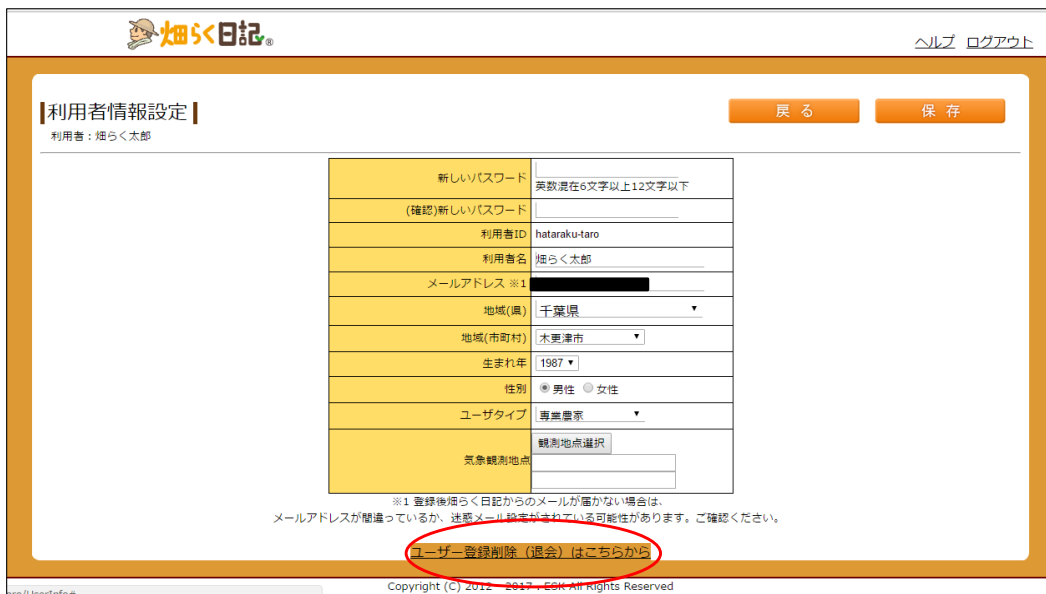 畑らく日記®
ヘルプ ログアウト
利用者情報設定
戻る 保存
利用者：畑らく太郎
新しいパスワード
英数混在6文字以上12文字以下
(確認)新しいパスワード
利用者ID hataraku-taro
利用者名 畑らく太郎
メールアドレス ※1
地域(県) 千葉県
地域(市町村) 木更津市
生まれ年 1987
性別 男性 女性
ユーザタイプ 専業農家
気象観測地点 観測地点選択
※1 登録後畑らく日記からのメールが届かない場合は、
メールアドレスが間違っているか、迷惑メール設定がされている可能性があります。ご確認ください。
ユーザー登録削除（退会）はこちらから
Copyright (C) 2012 - 2017 . ESK All Rights Reserved